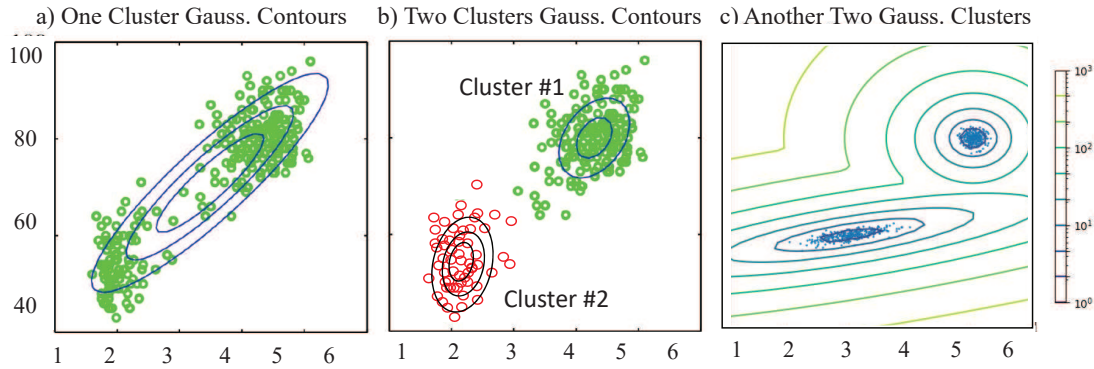 a) One Cluster Gauss. Contours
b) Two Clusters Gauss. Contours
c) Another Two Gauss. Clusters
100
80
60
40
1 2 3 4 5 6
Cluster #1
Cluster #2
1 2 3 4 5 6
1 2 3 4 5 6
10³
10²
10¹
10⁰